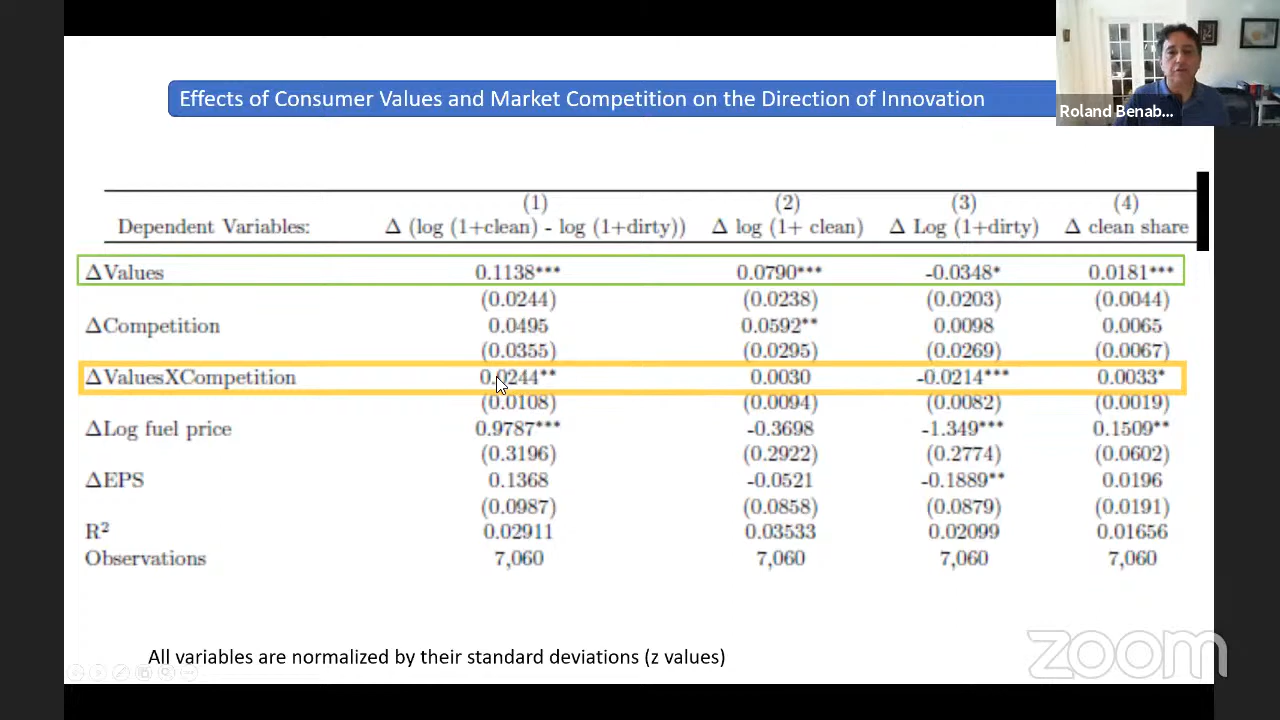 Effects of Consumer Values and Market Competition on the Direction of Innovation
Roland Benab...
(1) (2) (3) (4)
Dependent Variables: Δ (log (1+clean) - log (1+dirty)) Δ log (1+ clean) Δ Log (1+dirty) Δ clean share
ΔValues 0.1138*** 0.0790*** -0.0348* 0.0181***
(0.0244) (0.0238) (0.0203) (0.0044)
ΔCompetition 0.0495 0.0592** 0.0098 0.0065
(0.0355) (0.0295) (0.0269) (0.0067)
ΔValuesXCompetition 0.0244** 0.0030 -0.0214*** 0.0033*
(0.0108) (0.0094) (0.0082) (0.0019)
ΔLog fuel price 0.9787*** -0.3698 -1.349*** 0.1509**
(0.3196) (0.2922) (0.2774) (0.0602)
ΔEPS 0.1368 -0.0521 -0.1889** 0.0196
(0.0987) (0.0858) (0.0879) (0.0191)
R² 0.02911 0.03533 0.02099 0.01656
Observations 7,060 7,060 7,060 7,060
All variables are normalized by their standard deviations (z values)
zoom